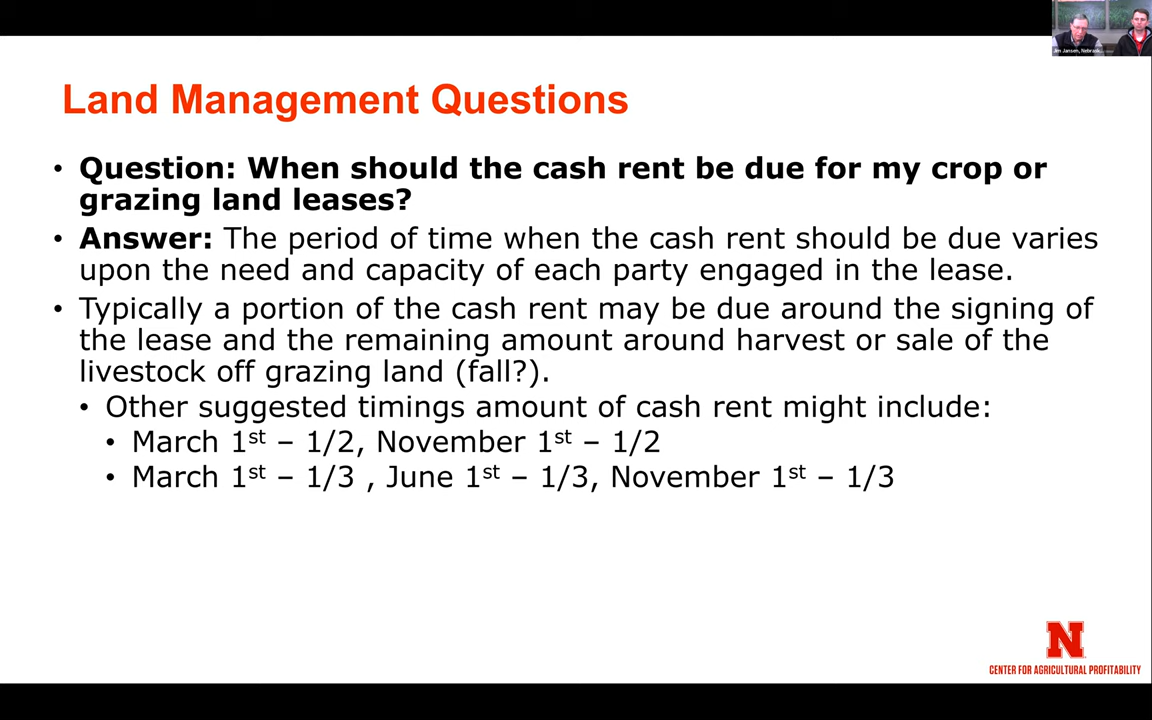 Jim Jansen, Nebrask
Land Management Questions
• Question: When should the cash rent be due for my crop or
grazing land leases?
• Answer: The period of time when the cash rent should be due varies
upon the need and capacity of each party engaged in the lease.
• Typically a portion of the cash rent may be due around the signing of
the lease and the remaining amount around harvest or sale of the
livestock off grazing land (fall?).
• Other suggested timings amount of cash rent might include:
• March 1st – 1/2, November 1st – 1/2
• March 1st – 1/3 , June 1st – 1/3, November 1st – 1/3
N
CENTER FOR AGRICULTURAL PROFITABILITY